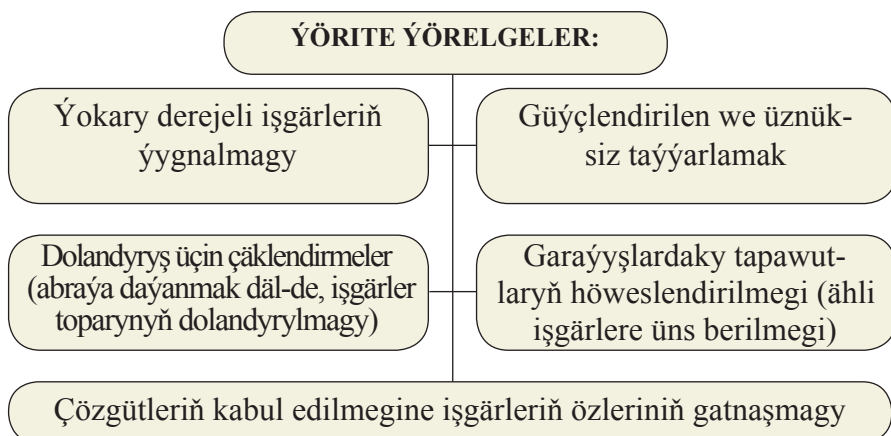 ÝÖRITE ÝÖRELGELER:
Ýokary derejeli işgärleriň
ýygnalmagy
Güýçlendirilen we üznük-
siz taýýarlamak
Dolandyryş üçin çäklendirmeler
(abraýa daýanmak däl-de, işgärler
toparynyň dolandyrylmagy)
Garaýyşlardaky tapawut-
laryň höweslendirilmegi (ähli
işgärlere üns berilmegi)
Çözgütleriň kabul edilmegine işgärleriň özleriniň gatnaşmagy